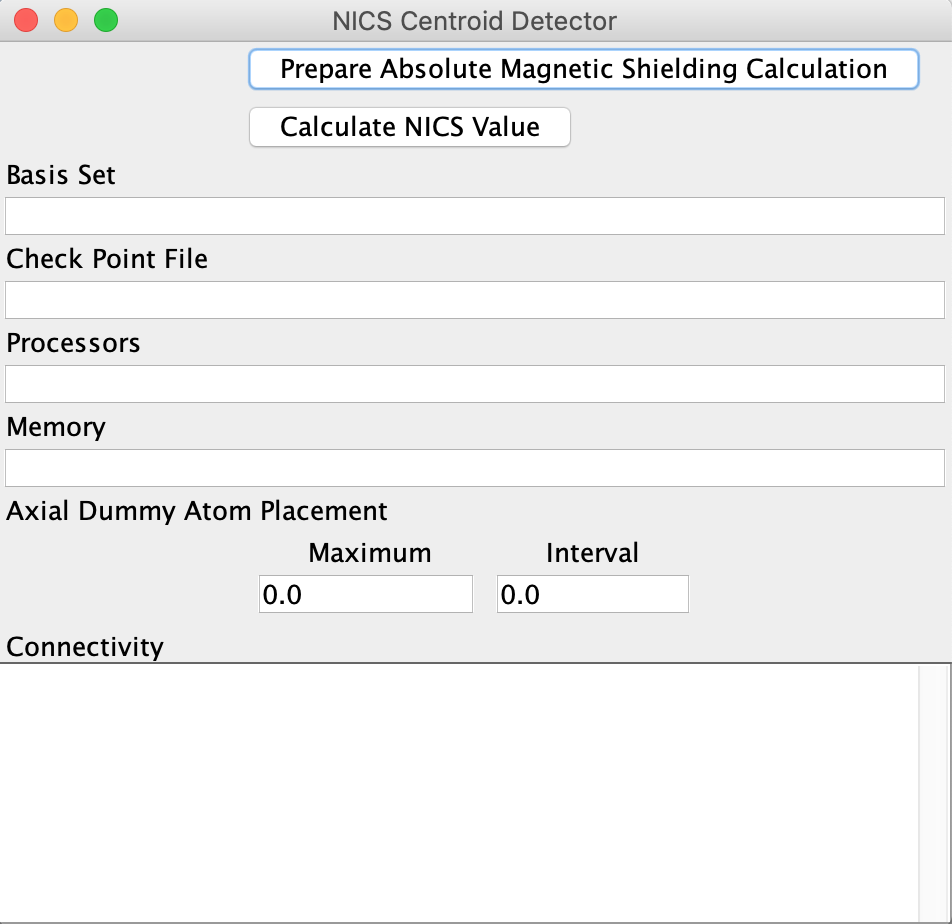 NICS Centroid Detector
Prepare Absolute Magnetic Shielding Calculation
Calculate NICS Value
Basis Set
Check Point File
Processors
Memory
Axial Dummy Atom Placement
Maximum Interval
0.0 0.0
Connectivity